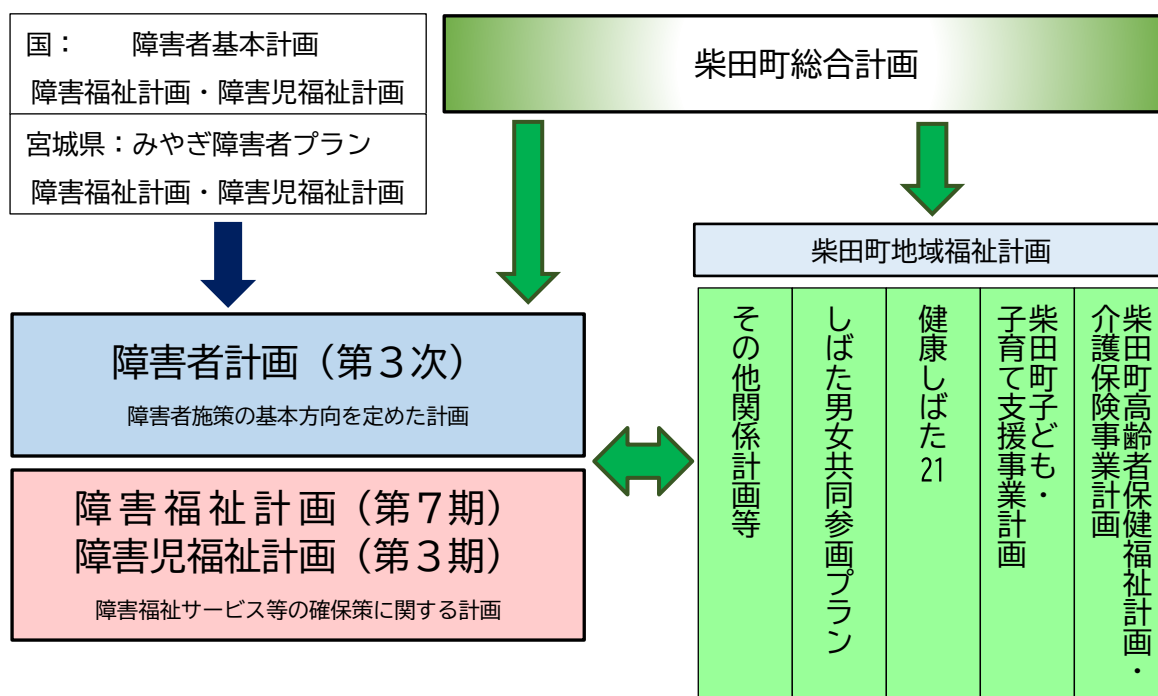 国：　　障害者基本計画
障害福祉計画・障害児福祉計画
宮城県：みやぎ障害者プラン
障害福祉計画・障害児福祉計画
柴田町総合計画
障害者計画（第３次）
障害者施策の基本方向を定めた計画
障害福祉計画（第７期）
障害児福祉計画（第３期）
障害福祉サービス等の確保策に関する計画
柴田町地域福祉計画
柴田町高齢者保健福祉計画・
介護保険事業計画
柴田町子ども・
子育て支援事業計画
健康しばた21
しばた男女共同参画プラン
その他関係計画等